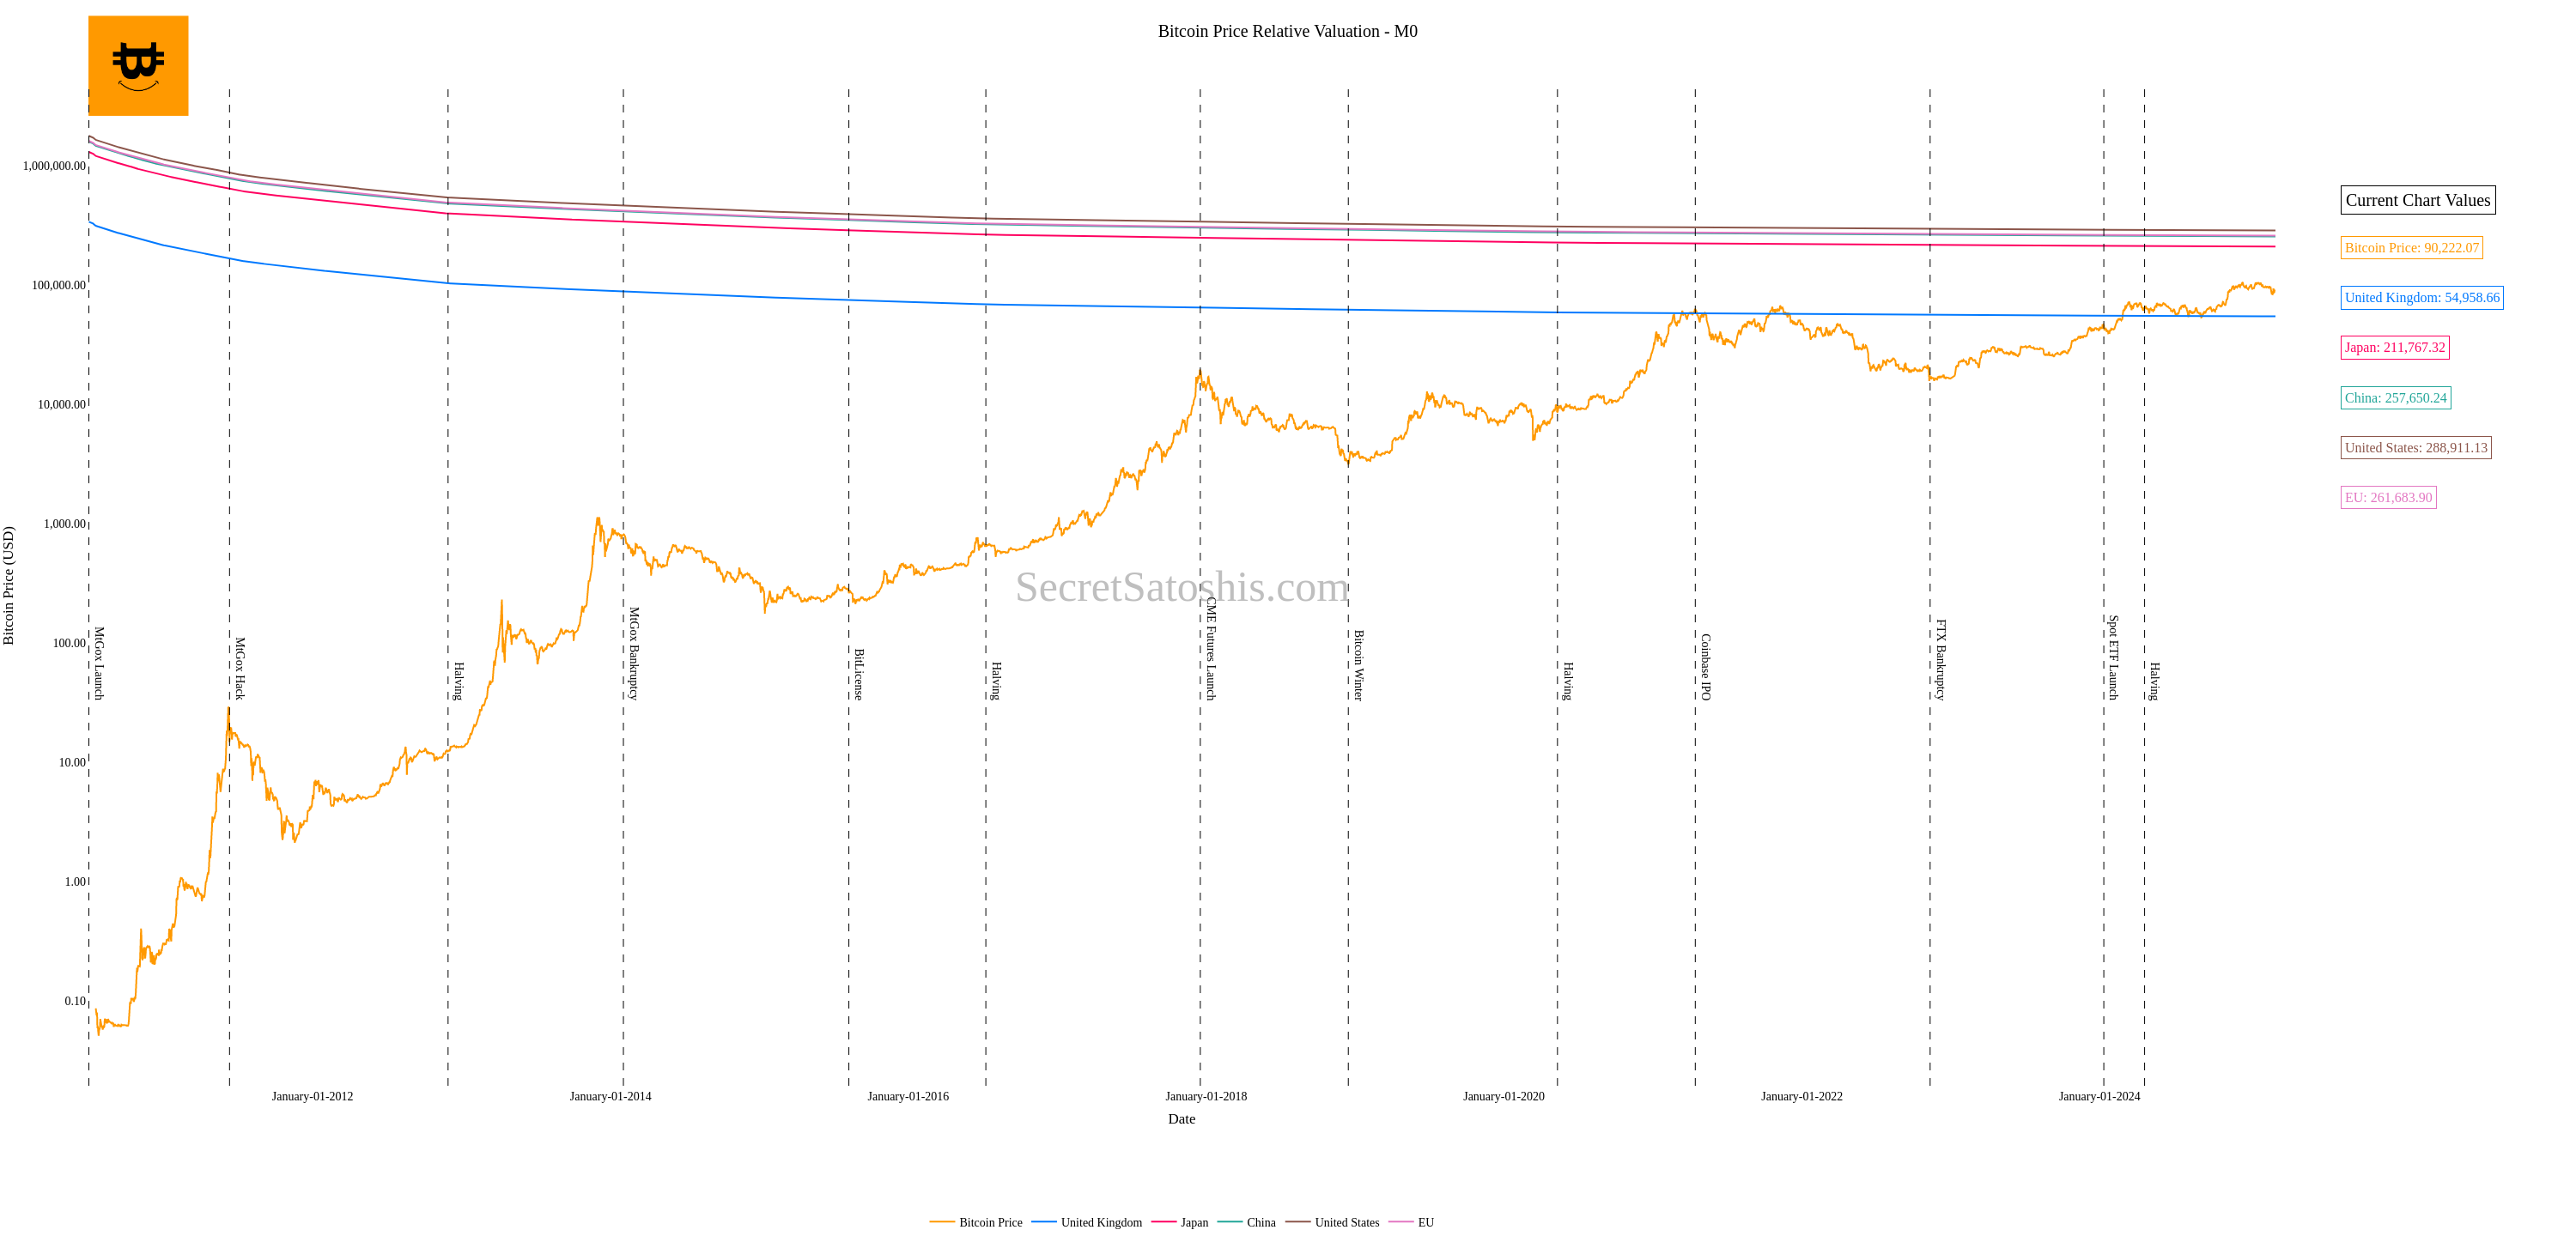 Bitcoin Price Relative Valuation - M0
1,000,000.00
100,000.00
10,000.00
1,000.00
100.00
10.00
1.00
0.10
Bitcoin Price (USD)
MtGox Launch
MtGox Hack
Halving
MtGox Bankruptcy
BitLicense
Halving
CME Futures Launch
Bitcoin Winter
Halving
Coinbase IPO
FTX Bankruptcy
Spot ETF Launch
Halving
SecretSatoshis.com
January-01-2012
January-01-2014
January-01-2016
January-01-2018
January-01-2020
January-01-2022
January-01-2024
Date
Current Chart Values
Bitcoin Price: 90,222.07
United Kingdom: 54,958.66
Japan: 211,767.32
China: 257,650.24
United States: 288,911.13
EU: 261,683.90
Bitcoin Price
United Kingdom
Japan
China
United States
EU